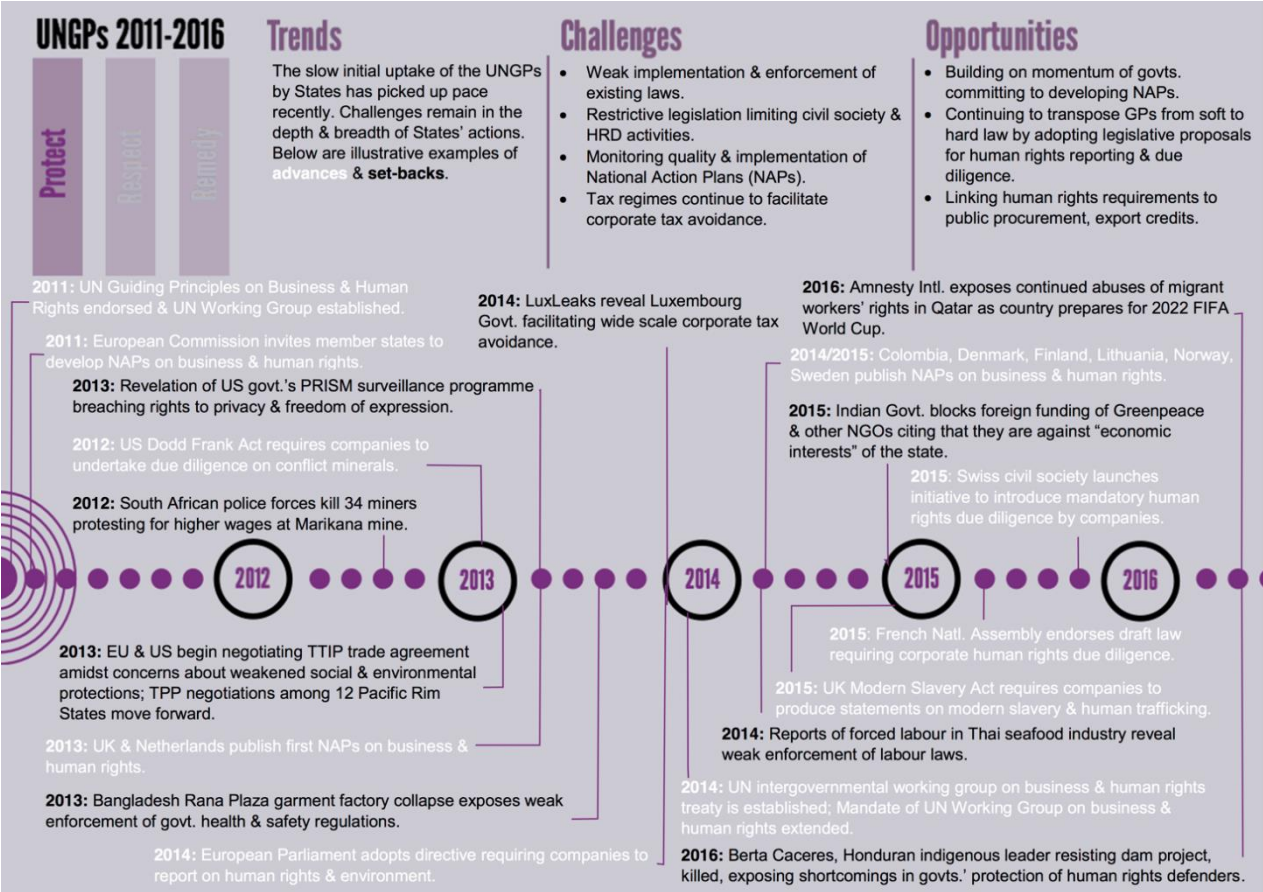 UNGPs 2011-2016
Protect
Respect
Remedy
Trends
The slow initial uptake of the UNGPs
by States has picked up pace
recently. Challenges remain in the
depth & breadth of States' actions.
Below are illustrative examples of
advances & set-backs.
Challenges
• Weak implementation & enforcement of
existing laws.
• Restrictive legislation limiting civil society &
HRD activities.
• Monitoring quality & implementation of
National Action Plans (NAPs).
• Tax regimes continue to facilitate
corporate tax avoidance.
Opportunities
• Building on momentum of govts.
committing to developing NAPs.
• Continuing to transpose GPs from soft to
hard law by adopting legislative proposals
for human rights reporting & due
diligence.
• Linking human rights requirements to
public procurement, export credits.
2011: UN Guiding Principles on Business & Human
Rights endorsed & UN Working Group established.
2011: European Commission invites member states to
develop NAPs on business & human rights.
2013: Revelation of US govt.'s PRISM surveillance programme
breaching rights to privacy & freedom of expression.
2012: US Dodd Frank Act requires companies to
undertake due diligence on conflict minerals.
2012: South African police forces kill 34 miners
protesting for higher wages at Marikana mine.
2014: LuxLeaks reveal Luxembourg
Govt. facilitating wide scale corporate tax
avoidance.
2016: Amnesty Intl. exposes continued abuses of migrant
workers' rights in Qatar as country prepares for 2022 FIFA
World Cup.
2014/2015: Colombia, Denmark, Finland, Lithuania, Norway,
Sweden publish NAPs on business & human rights.
2015: Indian Govt. blocks foreign funding of Greenpeace
& other NGOs citing that they are against "economic
interests" of the state.
2015: Swiss civil society launches
initiative to introduce mandatory human
rights due diligence by companies.
2012
2013
2014
2015
2016
2013: EU & US begin negotiating TTIP trade agreement
amidst concerns about weakened social & environmental
protections; TPP negotiations among 12 Pacific Rim
States move forward.
2013: UK & Netherlands publish first NAPs on business &
human rights.
2013: Bangladesh Rana Plaza garment factory collapse exposes weak
enforcement of govt. health & safety regulations.
2014: European Parliament adopts directive requiring companies to
report on human rights & environment.
2015: French Natl. Assembly endorses draft law
requiring corporate human rights due diligence.
2015: UK Modern Slavery Act requires companies to
produce statements on modern slavery & human trafficking.
2014: Reports of forced labour in Thai seafood industry reveal
weak enforcement of labour laws.
2014: UN intergovernmental working group on business & human rights
treaty is established; Mandate of UN Working Group on business &
human rights extended.
2016: Berta Caceres, Honduran indigenous leader resisting dam project,
killed, exposing shortcomings in govts.' protection of human rights defenders.